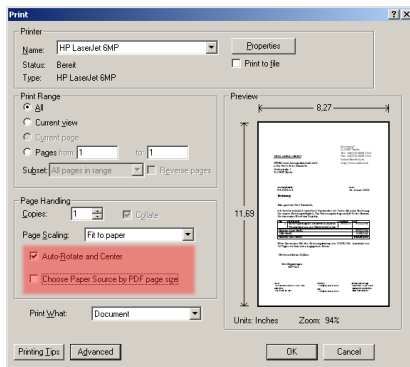 Print
Printer
Name: HP LaserJet 6MP
Properties
Status: Bereit
Print to file
Type: HP LaserJet 6MP
Print Range
All
Current view
Current page
Pages from: 1 to: 1
Subset: All pages in range
Reverse pages
Page Handling
Copies: 1
Collate
Page Scaling: Fit to paper
Auto-Rotate and Center
Choose Paper Source by PDF page size
Print What: Document
Preview
8,27
11,69
Units: Inches Zoom: 94%
Printing Tips
Advanced
OK
Cancel